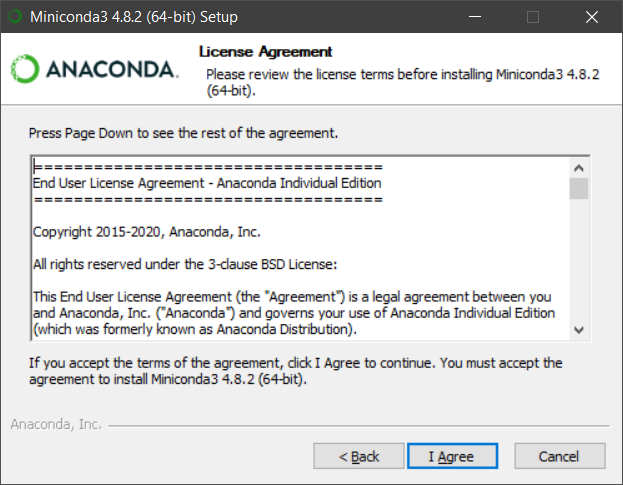 Miniconda3 4.8.2 (64-bit) Setup
ANACONDA.
License Agreement
Please review the license terms before installing Miniconda3 4.8.2
(64-bit).
Press Page Down to see the rest of the agreement.
===================================
End User License Agreement - Anaconda Individual Edition
===================================
Copyright 2015-2020, Anaconda, Inc.
All rights reserved under the 3-clause BSD License:
This End User License Agreement (the "Agreement") is a legal agreement between you
and Anaconda, Inc. ("Anaconda") and governs your use of Anaconda Individual Edition
(which was formerly known as Anaconda Distribution).
If you accept the terms of the agreement, click I Agree to continue. You must accept the
agreement to install Miniconda3 4.8.2 (64-bit).
Anaconda, Inc.
< Back
I Agree
Cancel